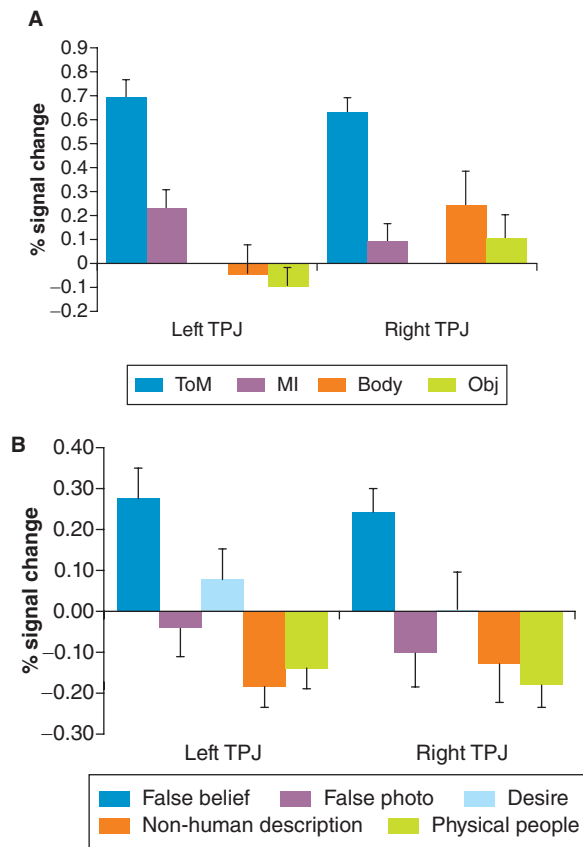 A
% signal change
0.9
0.8
0.7
0.6
0.5
0.4
0.3
0.2
0.1
0
−0.1
−0.2
Left TPJ Right TPJ
ToM MI Body Obj
B
% signal change
0.40
0.30
0.20
0.10
0.00
−0.10
−0.20
−0.30
Left TPJ Right TPJ
False belief False photo Desire
Non-human description Physical people